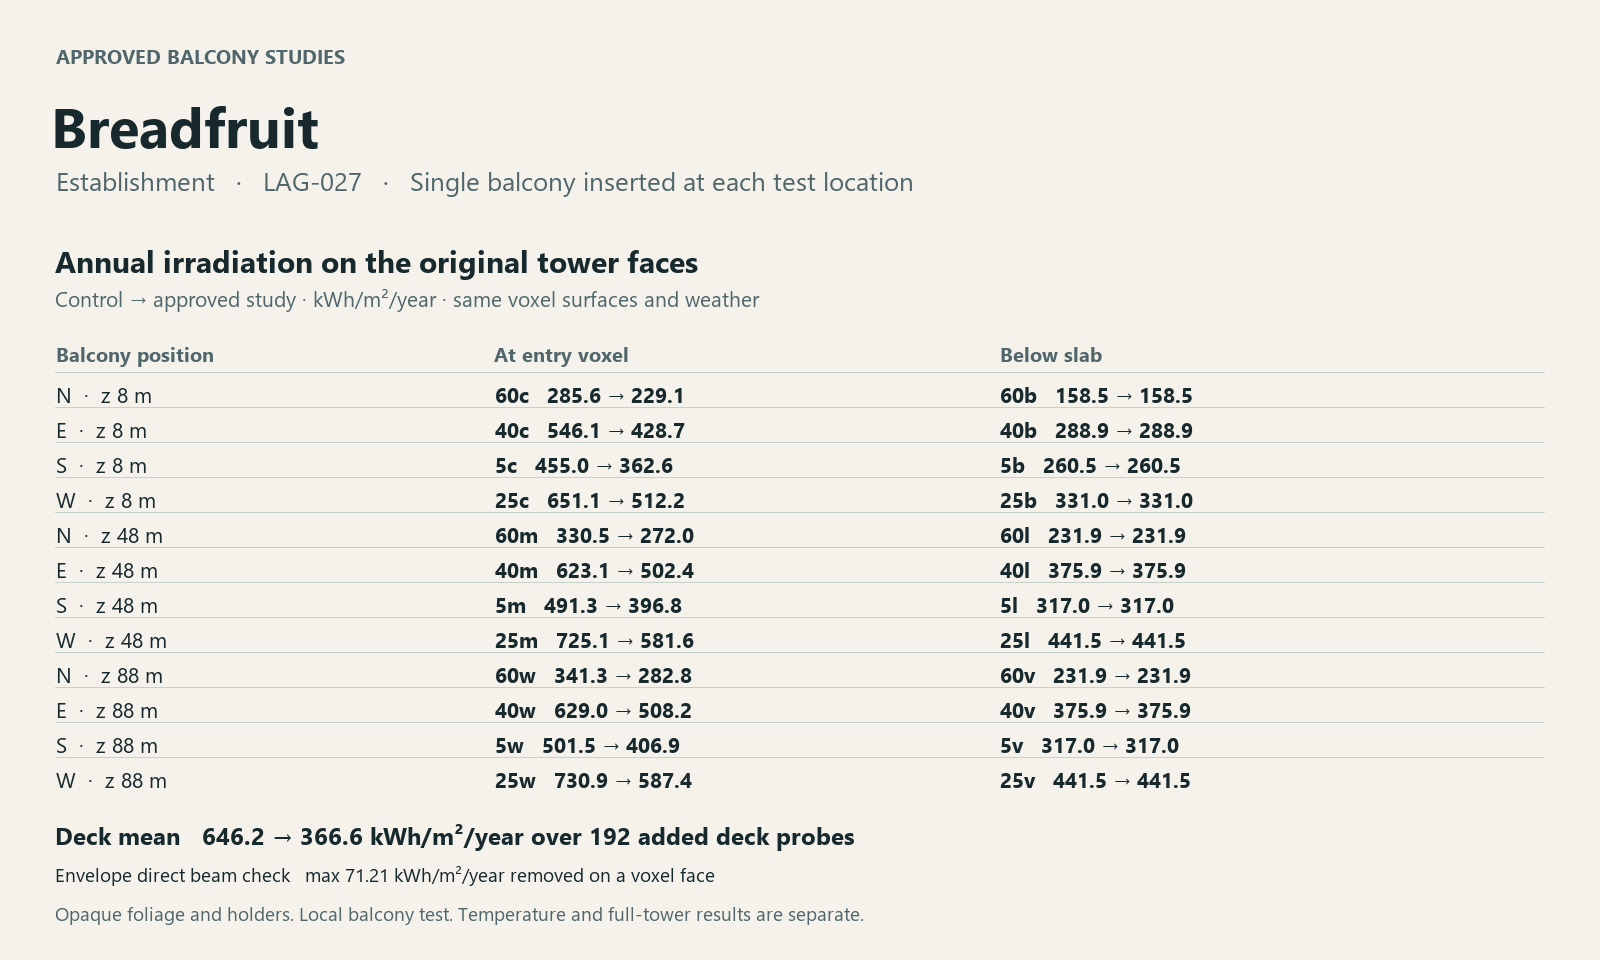 APPROVED BALCONY STUDIES
Breadfruit
Establishment · LAG-027 · Single balcony inserted at each test location
Annual irradiation on the original tower faces
Control → approved study · kWh/m²/year · same voxel surfaces and weather
Balcony position At entry voxel Below slab
N · z 8 m 60c 285.6 → 229.1 60b 158.5 → 158.5
E · z 8 m 40c 546.1 → 428.7 40b 288.9 → 288.9
S · z 8 m 5c 455.0 → 362.6 5b 260.5 → 260.5
W · z 8 m 25c 651.1 → 512.2 25b 331.0 → 331.0
N · z 48 m 60m 330.5 → 272.0 60l 231.9 → 231.9
E · z 48 m 40m 623.1 → 502.4 40l 375.9 → 375.9
S · z 48 m 5m 491.3 → 396.8 5l 317.0 → 317.0
W · z 48 m 25m 725.1 → 581.6 25l 441.5 → 441.5
N · z 88 m 60w 341.3 → 282.8 60v 231.9 → 231.9
E · z 88 m 40w 629.0 → 508.2 40v 375.9 → 375.9
S · z 88 m 5w 501.5 → 406.9 5v 317.0 → 317.0
W · z 88 m 25w 730.9 → 587.4 25v 441.5 → 441.5
Deck mean 646.2 → 366.6 kWh/m²/year over 192 added deck probes
Envelope direct beam check max 71.21 kWh/m²/year removed on a voxel face
Opaque foliage and holders. Local balcony test. Temperature and full-tower results are separate.